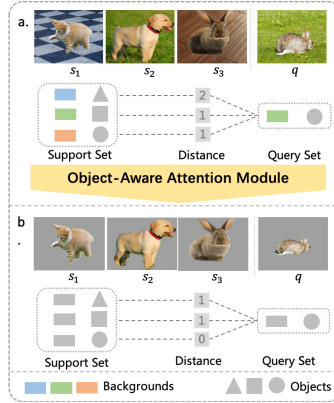 a.
s1 s2 s3 q
2
1
1
Support Set Distance Query Set
Object-Aware Attention Module
b
.
s1 s2 s3 q
1
1
0
Support Set Distance Query Set
Backgrounds Objects